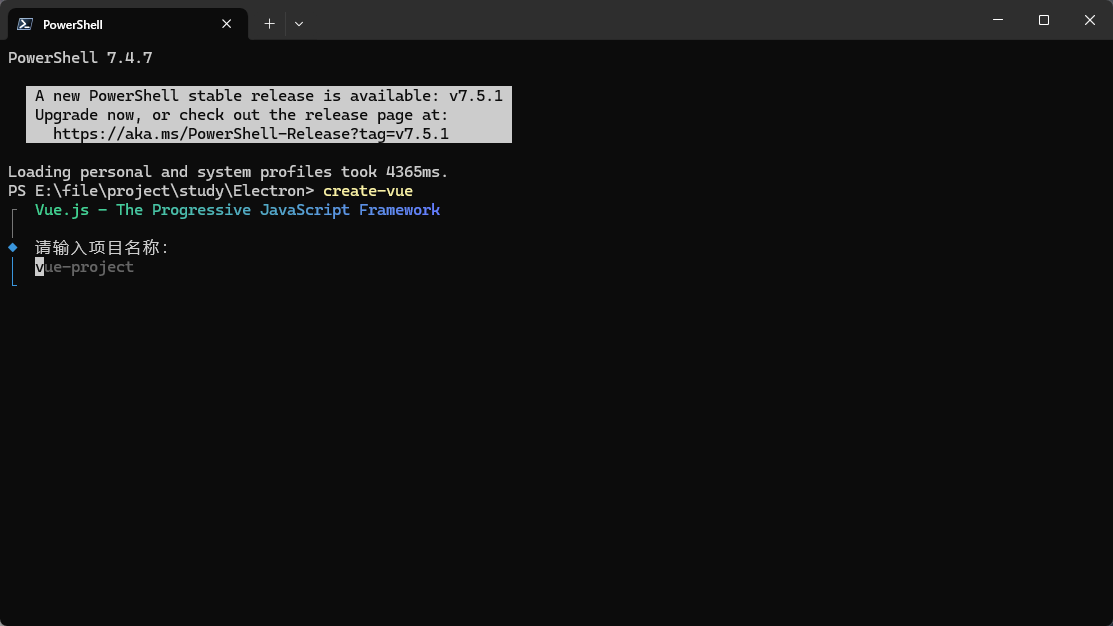 PowerShell
PowerShell 7.4.7
A new PowerShell stable release is available: v7.5.1
Upgrade now, or check out the release page at:
https://aka.ms/PowerShell-Release?tag=v7.5.1
Loading personal and system profiles took 4365ms.
PS E:\file\project\study\Electron> create-vue
Vue.js - The Progressive JavaScript Framework
请输入项目名称:
vue-project